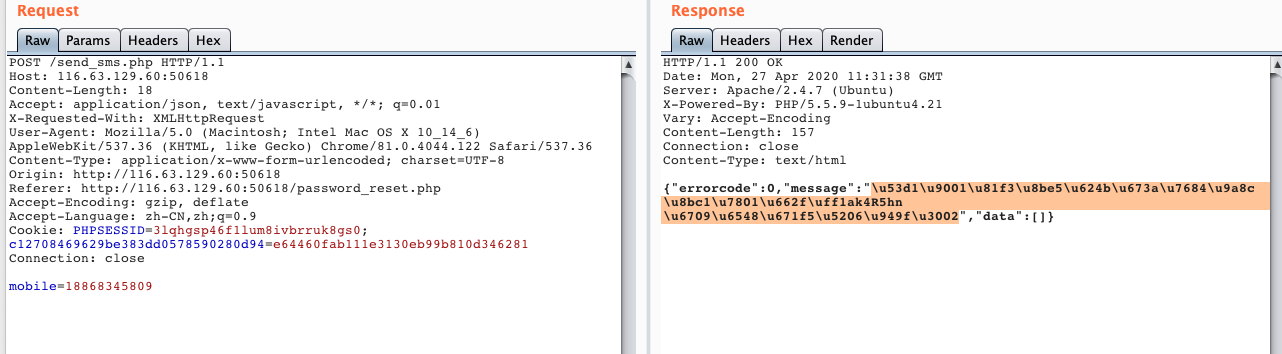 Request
Raw Params Headers Hex
POST /send_sms.php HTTP/1.1
Host: 116.63.129.60:50618
Content-Length: 18
Accept: application/json, text/javascript, */*; q=0.01
X-Requested-With: XMLHttpRequest
User-Agent: Mozilla/5.0 (Macintosh; Intel Mac OS X 10_14_6)
AppleWebKit/537.36 (KHTML, like Gecko) Chrome/81.0.4044.122 Safari/537.36
Content-Type: application/x-www-form-urlencoded; charset=UTF-8
Origin: http://116.63.129.60:50618
Referer: http://116.63.129.60:50618/password_reset.php
Accept-Encoding: gzip, deflate
Accept-Language: zh-CN,zh;q=0.9
Cookie: PHPSESSID=3lqhgsp46f1lum8ivbrruk8gs0;
c12708469629be383dd0578590280d94=e64460fab111e3130eb99b810d346281
Connection: close
mobile=18868345809
Response
Raw Headers Hex Render
HTTP/1.1 200 OK
Date: Mon, 27 Apr 2020 11:31:38 GMT
Server: Apache/2.4.7 (Ubuntu)
X-Powered-By: PHP/5.5.9-1ubuntu4.21
Vary: Accept-Encoding
Content-Length: 157
Connection: close
Content-Type: text/html
{"errorcode":0,"message":"\u53d1\u9001\u81f3\u8be5\u624b\u673a\u7684\u9a8c
\u8bc1\u7801\u662f\uff1ak4R5hn
\u6709\u6548\u671f5\u5206\u949f\u3002","data":[]}